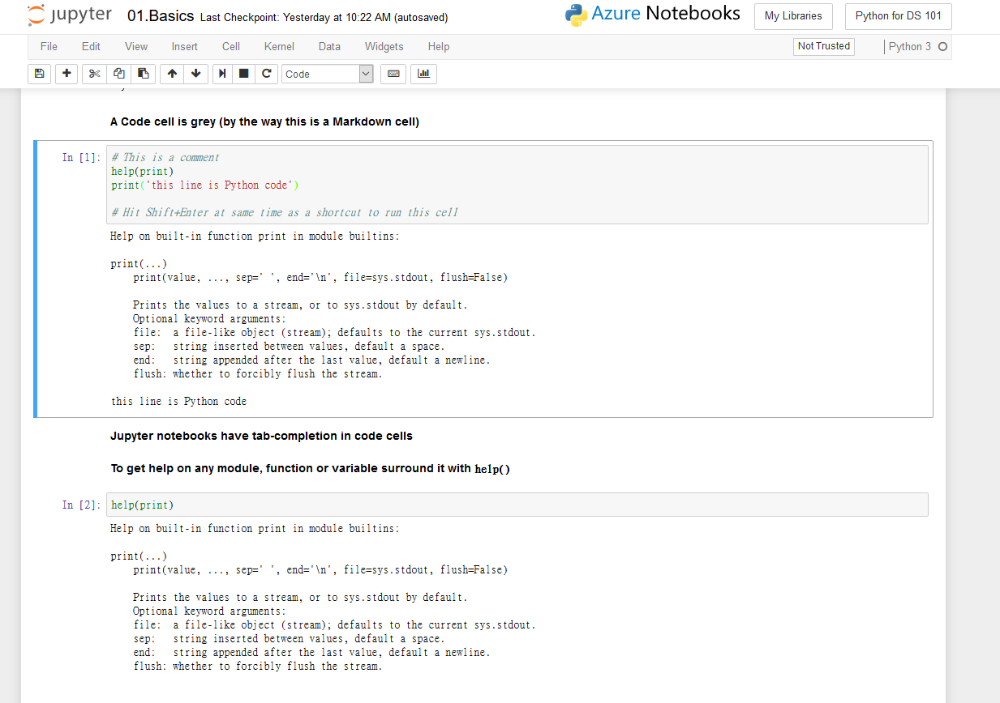 jupyter 01.Basics Last Checkpoint: Yesterday at 10:22 AM (autosaved) Azure Notebooks My Libraries Python for DS 101
File Edit View Insert Cell Kernel Data Widgets Help Not Trusted Python 3
Code
A Code cell is grey (by the way this is a Markdown cell)
In [1]: # This is a comment
help(print)
print('this line is Python code')
# Hit Shift+Enter at same time as a shortcut to run this cell
Help on built-in function print in module builtins:
print(...)
print(value, ..., sep=' ', end='\n', file=sys.stdout, flush=False)
Prints the values to a stream, or to sys.stdout by default.
Optional keyword arguments:
file: a file-like object (stream); defaults to the current sys.stdout.
sep: string inserted between values, default a space.
end: string appended after the last value, default a newline.
flush: whether to forcibly flush the stream.
this line is Python code
Jupyter notebooks have tab-completion in code cells
To get help on any module, function or variable surround it with help()
In [2]: help(print)
Help on built-in function print in module builtins:
print(...)
print(value, ..., sep=' ', end='\n', file=sys.stdout, flush=False)
Prints the values to a stream, or to sys.stdout by default.
Optional keyword arguments:
file: a file-like object (stream); defaults to the current sys.stdout.
sep: string inserted between values, default a space.
end: string appended after the last value, default a newline.
flush: whether to forcibly flush the stream.